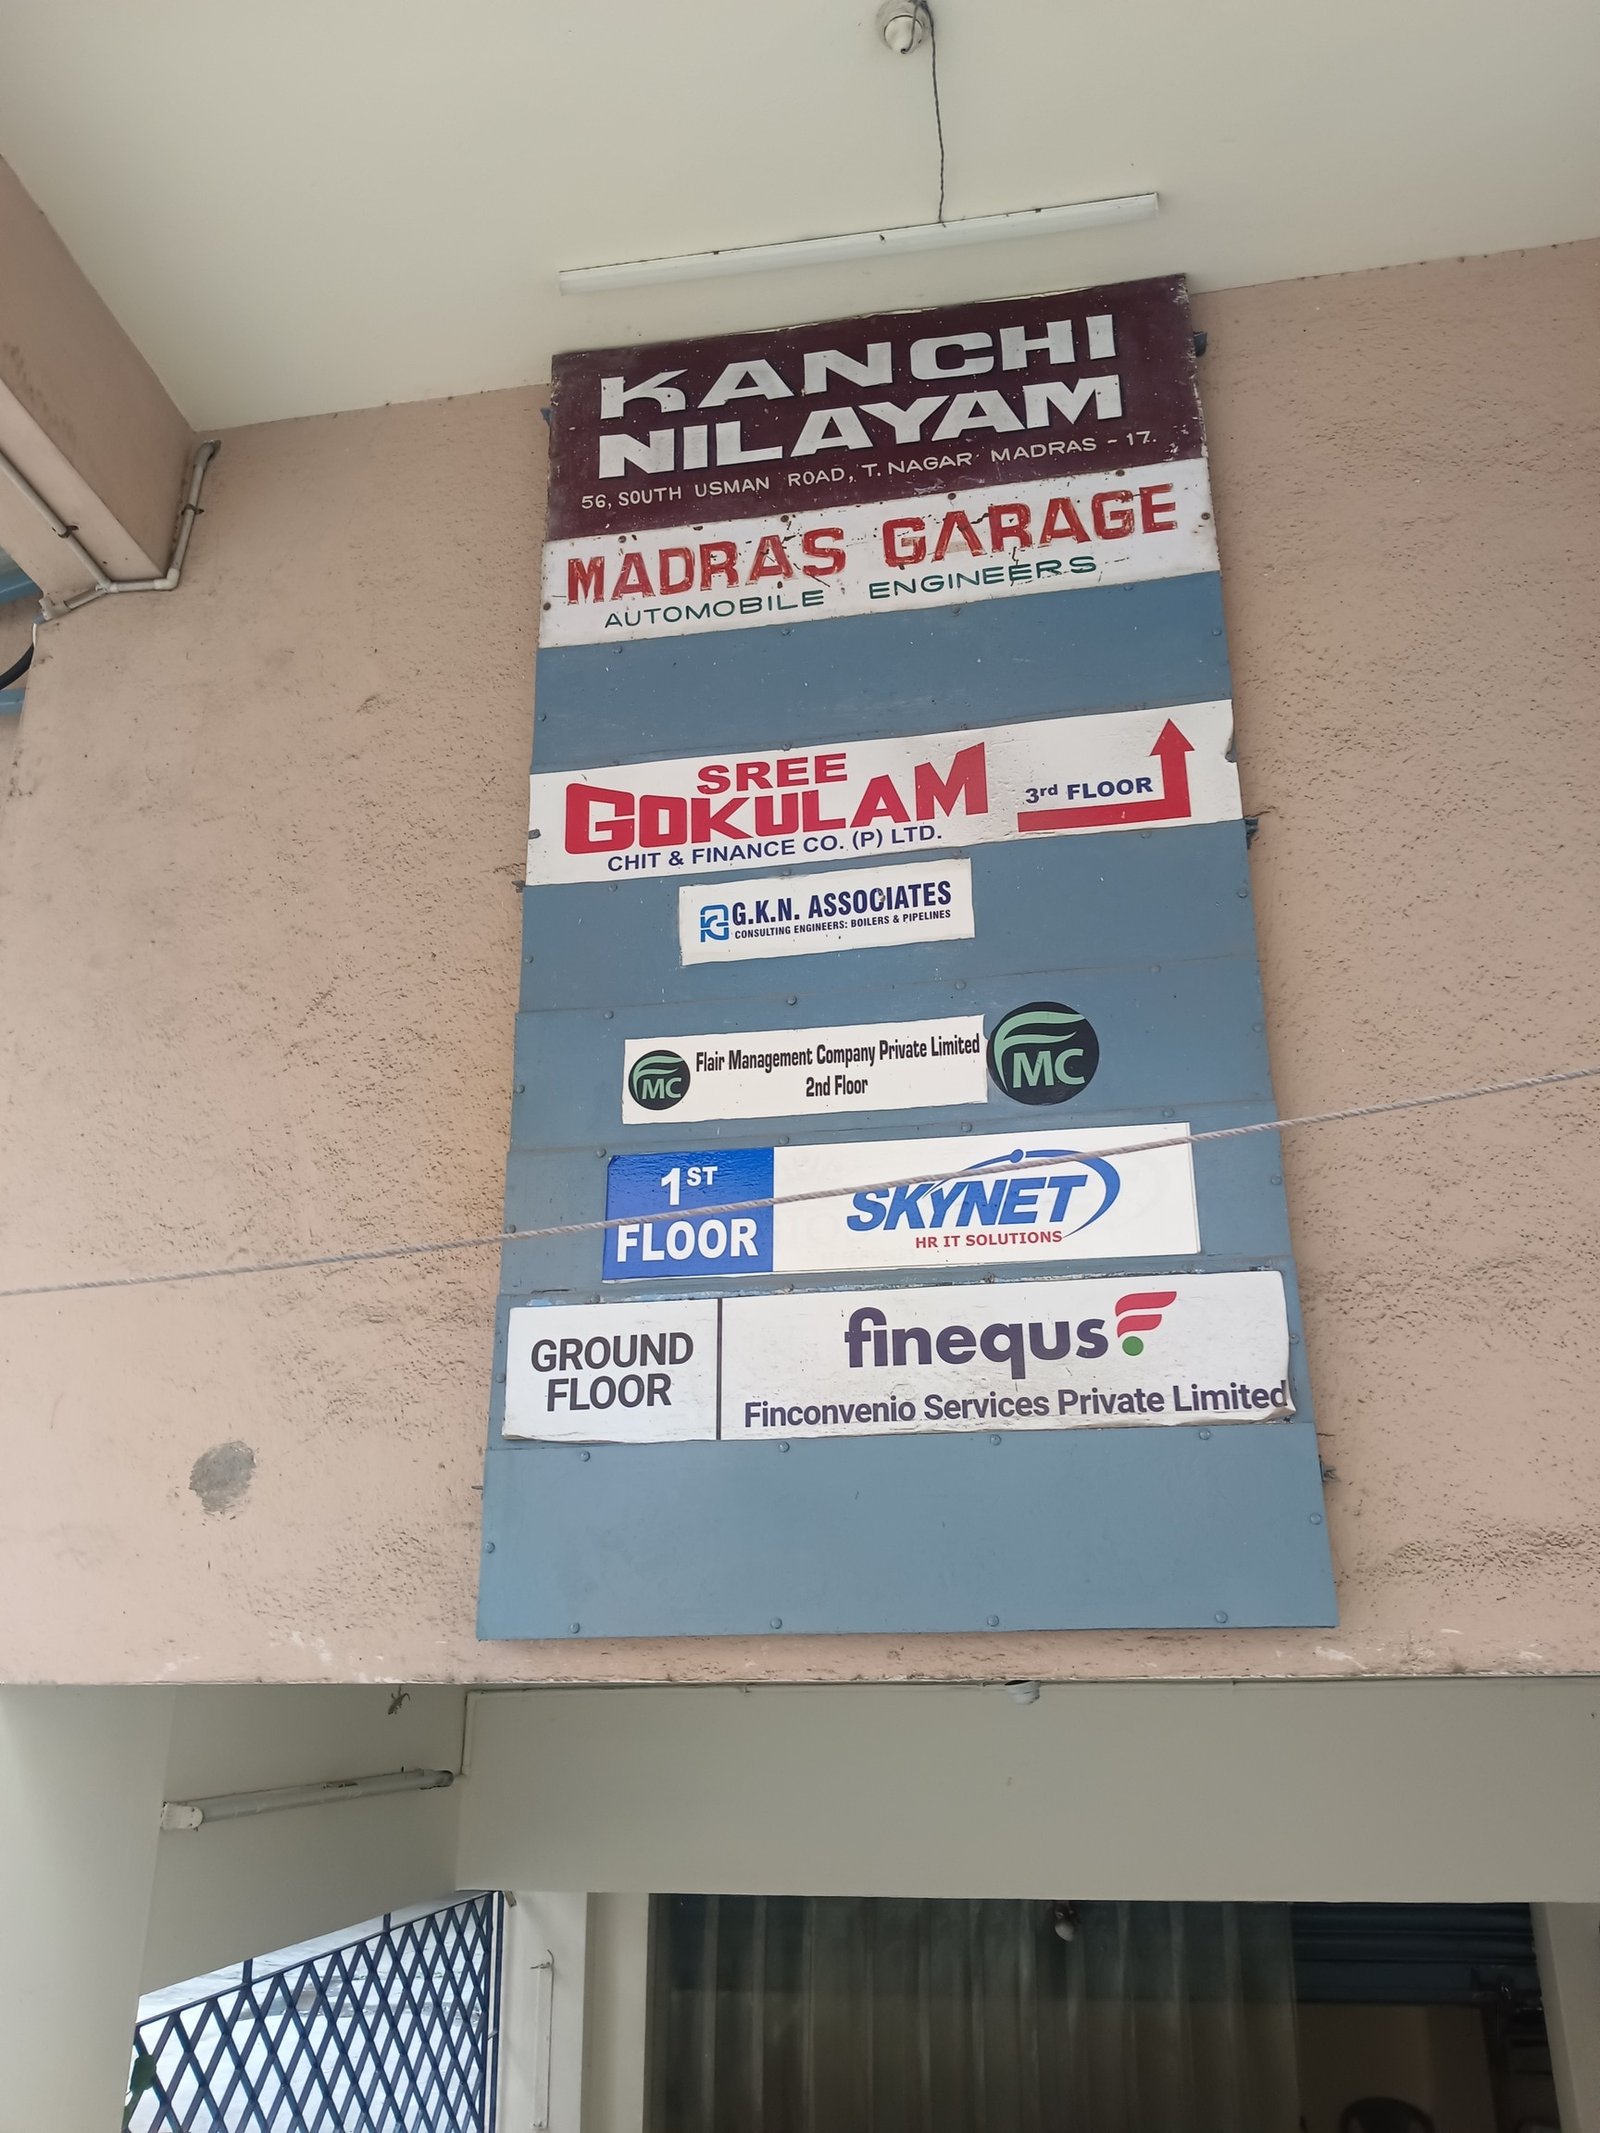 KANCHI
NILAYAM
56, SOUTH USMAN ROAD, T. NAGAR MADRAS - 17.
MADRAS GARAGE
AUTOMOBILE ENGINEERS
SREE
GOKULAM
CHIT & FINANCE CO. (P) LTD.
3rd FLOOR
G.K.N. ASSOCIATES
CONSULTING ENGINEERS: BOILERS & PIPELINES
MC
Flair Management Company Private Limited
2nd Floor
MC
1ST
FLOOR
SKYNET
HR IT SOLUTIONS
GROUND
FLOOR
finequs
Finconvenio Services Private Limited